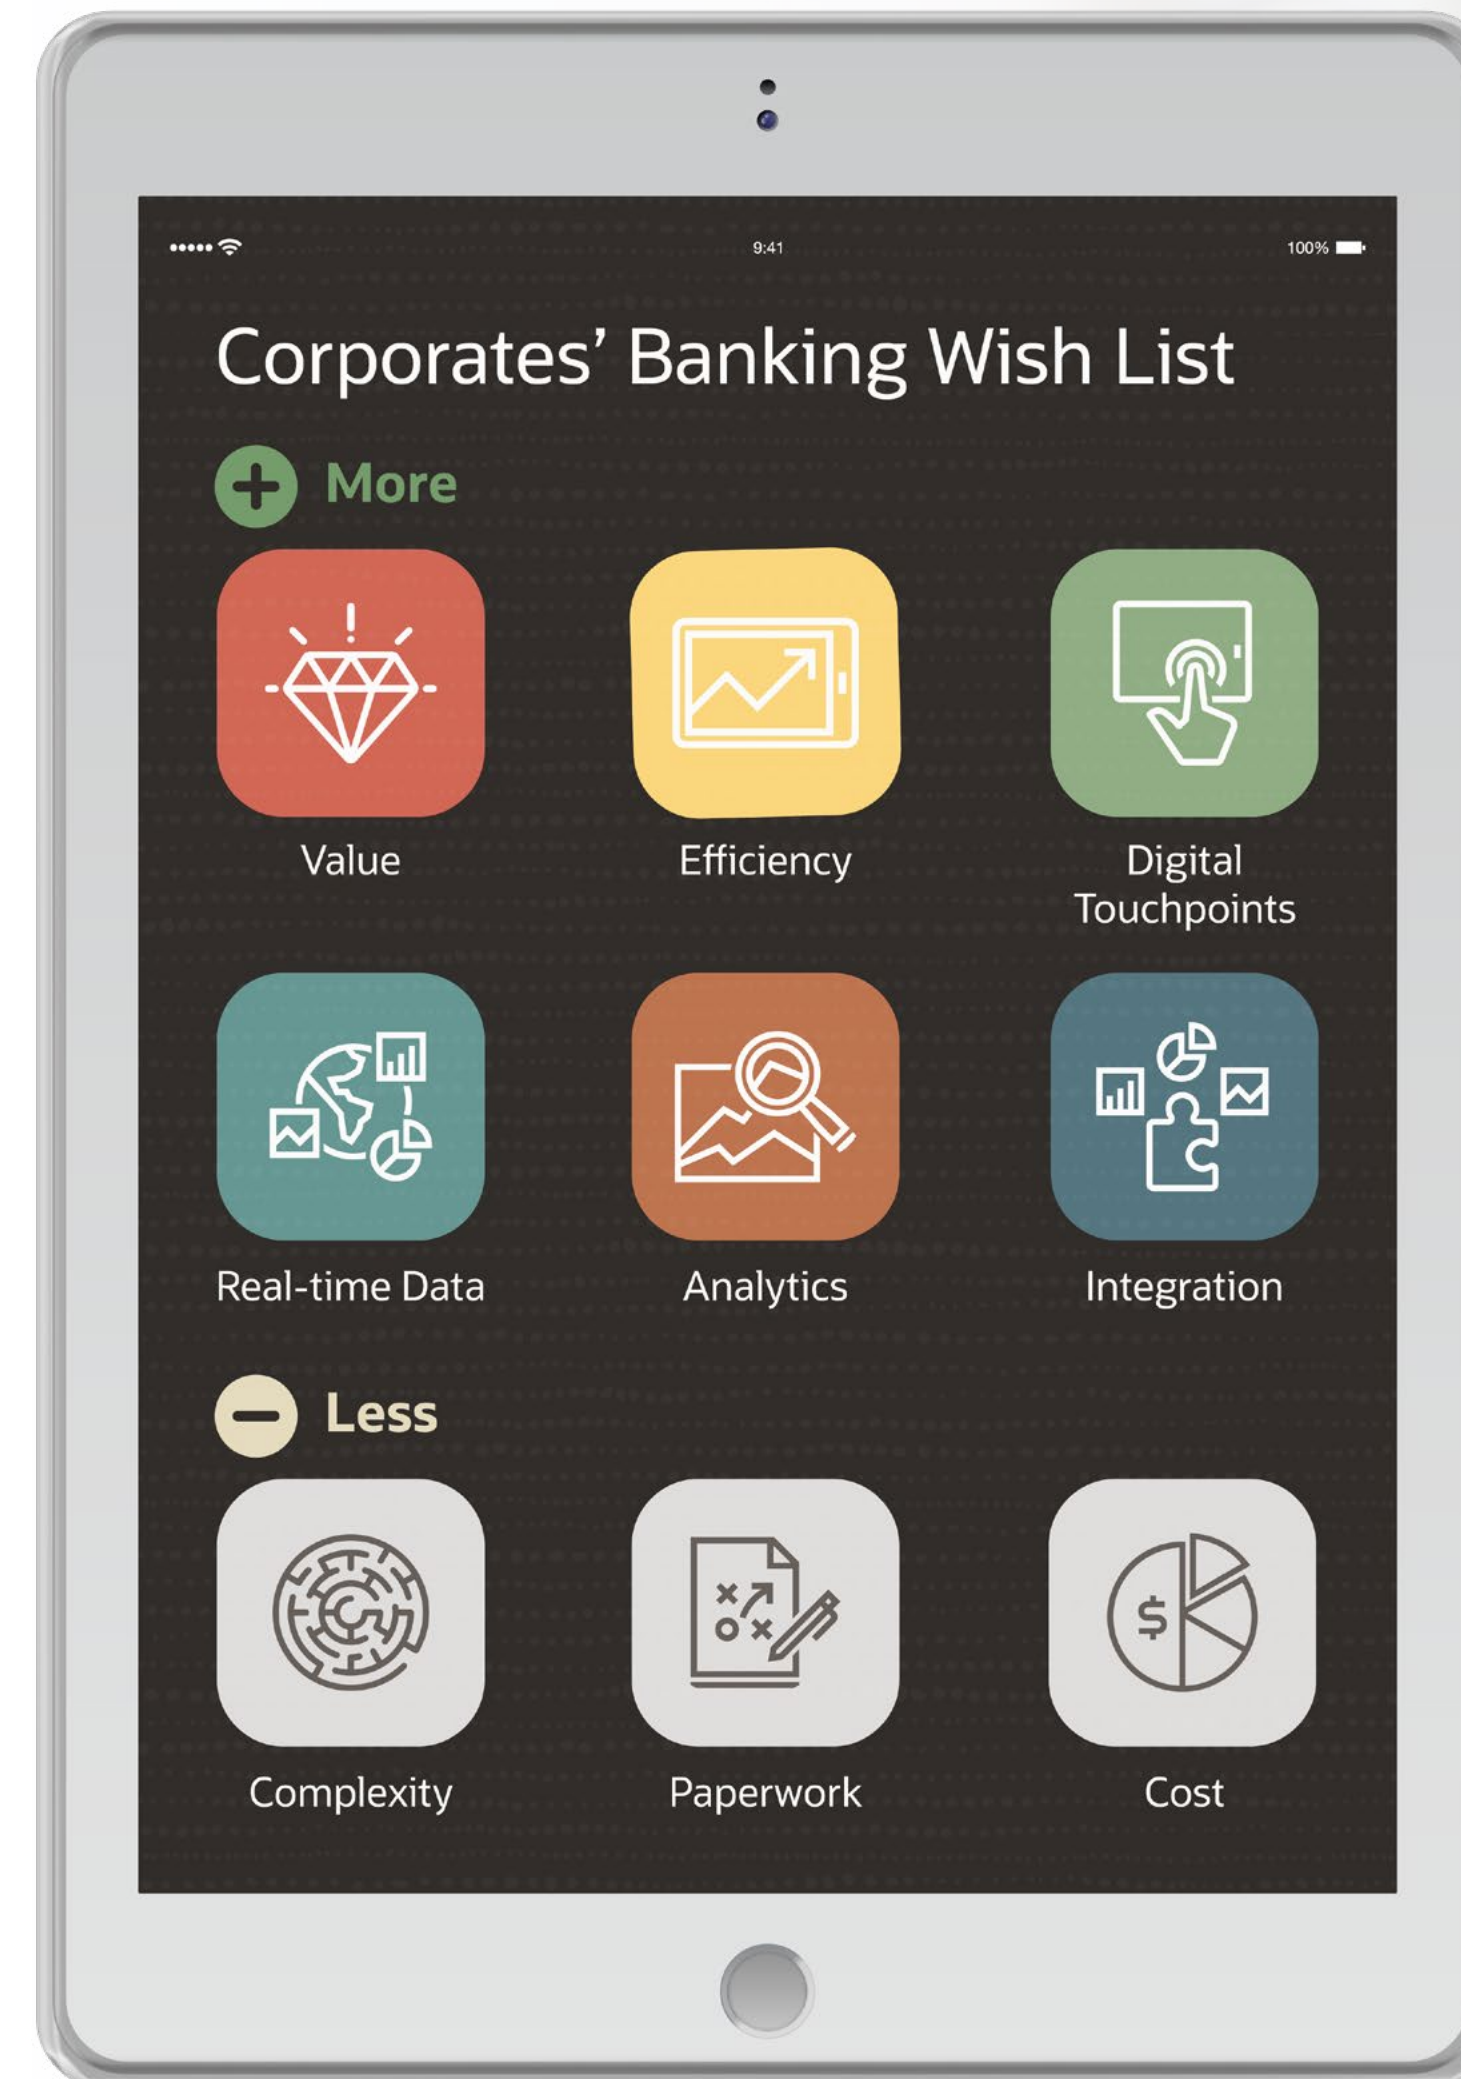 9:41
100%
Corporates’ Banking Wish List
More
Value
Efficiency
Digital
Touchpoints
Real-time Data
Analytics
Integration
Less
$
Complexity
Paperwork
Cost